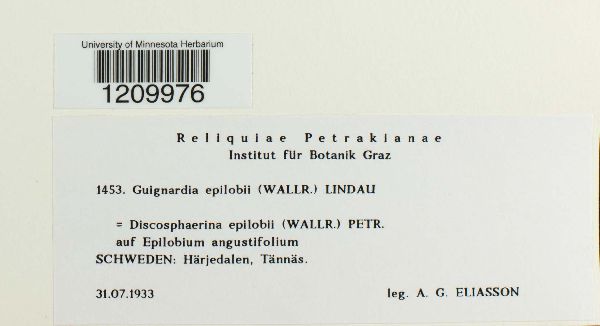 University of Minnesota Herbarium
1209976
Reliquiae Petrakianae
Institut für Botanik Graz
1453. Guignardia epilobii (WALLR.) LINDAU
= Discosphaerina epilobii (WALLR.) PETR.
auf Epilobium angustifolium
SCHWEDEN: Härjedalen, Tännäs.
31.07.1933 leg. A. G. ELIASSON